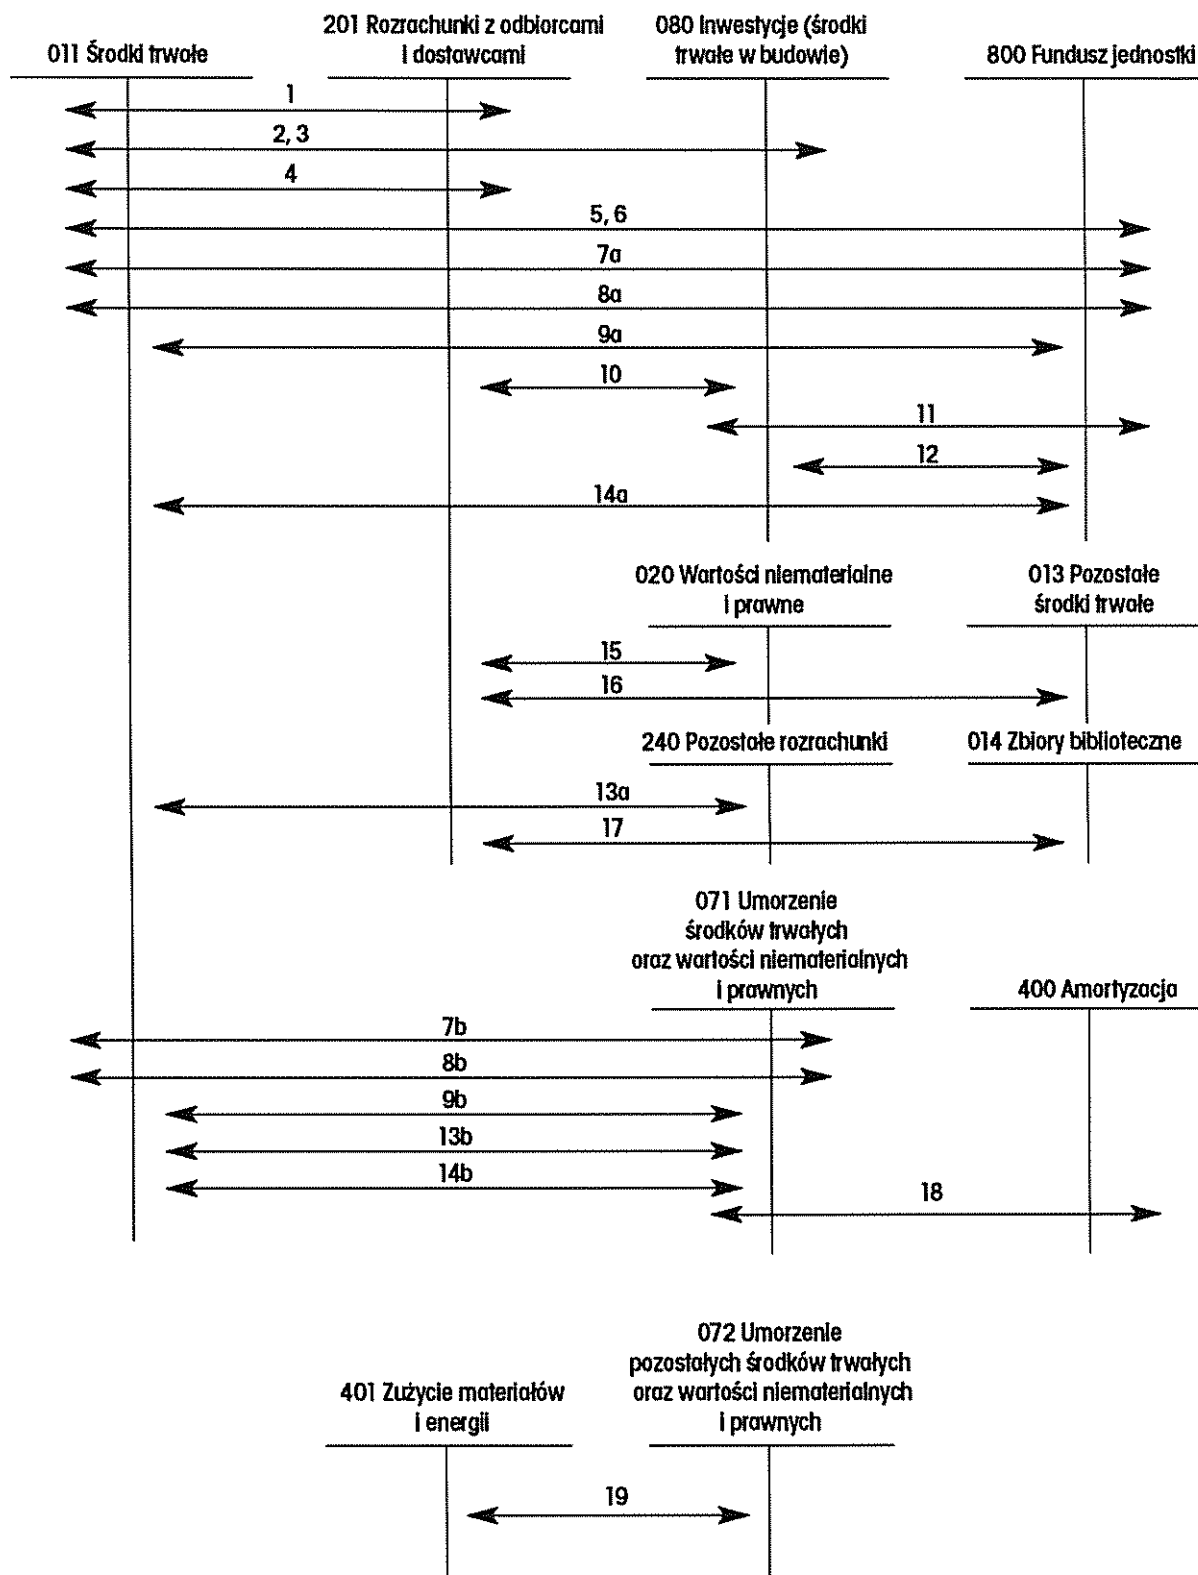 201 Rozrachunki z odbiorcami
i dostawcami
080 Inwestycje (środki
trwałe w budowie)
011 Środki trwałe
800 Fundusz jednostki
1
2, 3
4
5, 6
7a
8a
9a
10
11
12
14a
020 Wartości niematerialne
i prawne
013 Pozostałe
środki trwałe
15
16
240 Pozostałe rozrachunki
014 Zbiory biblioteczne
13a
17
071 Umorzenie
środków trwałych
oraz wartości niematerialnych
i prawnych
400 Amortyzacja
7b
8b
9b
13b
14b
18
401 Zużycie materiałów
i energii
072 Umorzenie
pozostałych środków trwałych
oraz wartości niematerialnych
i prawnych
19